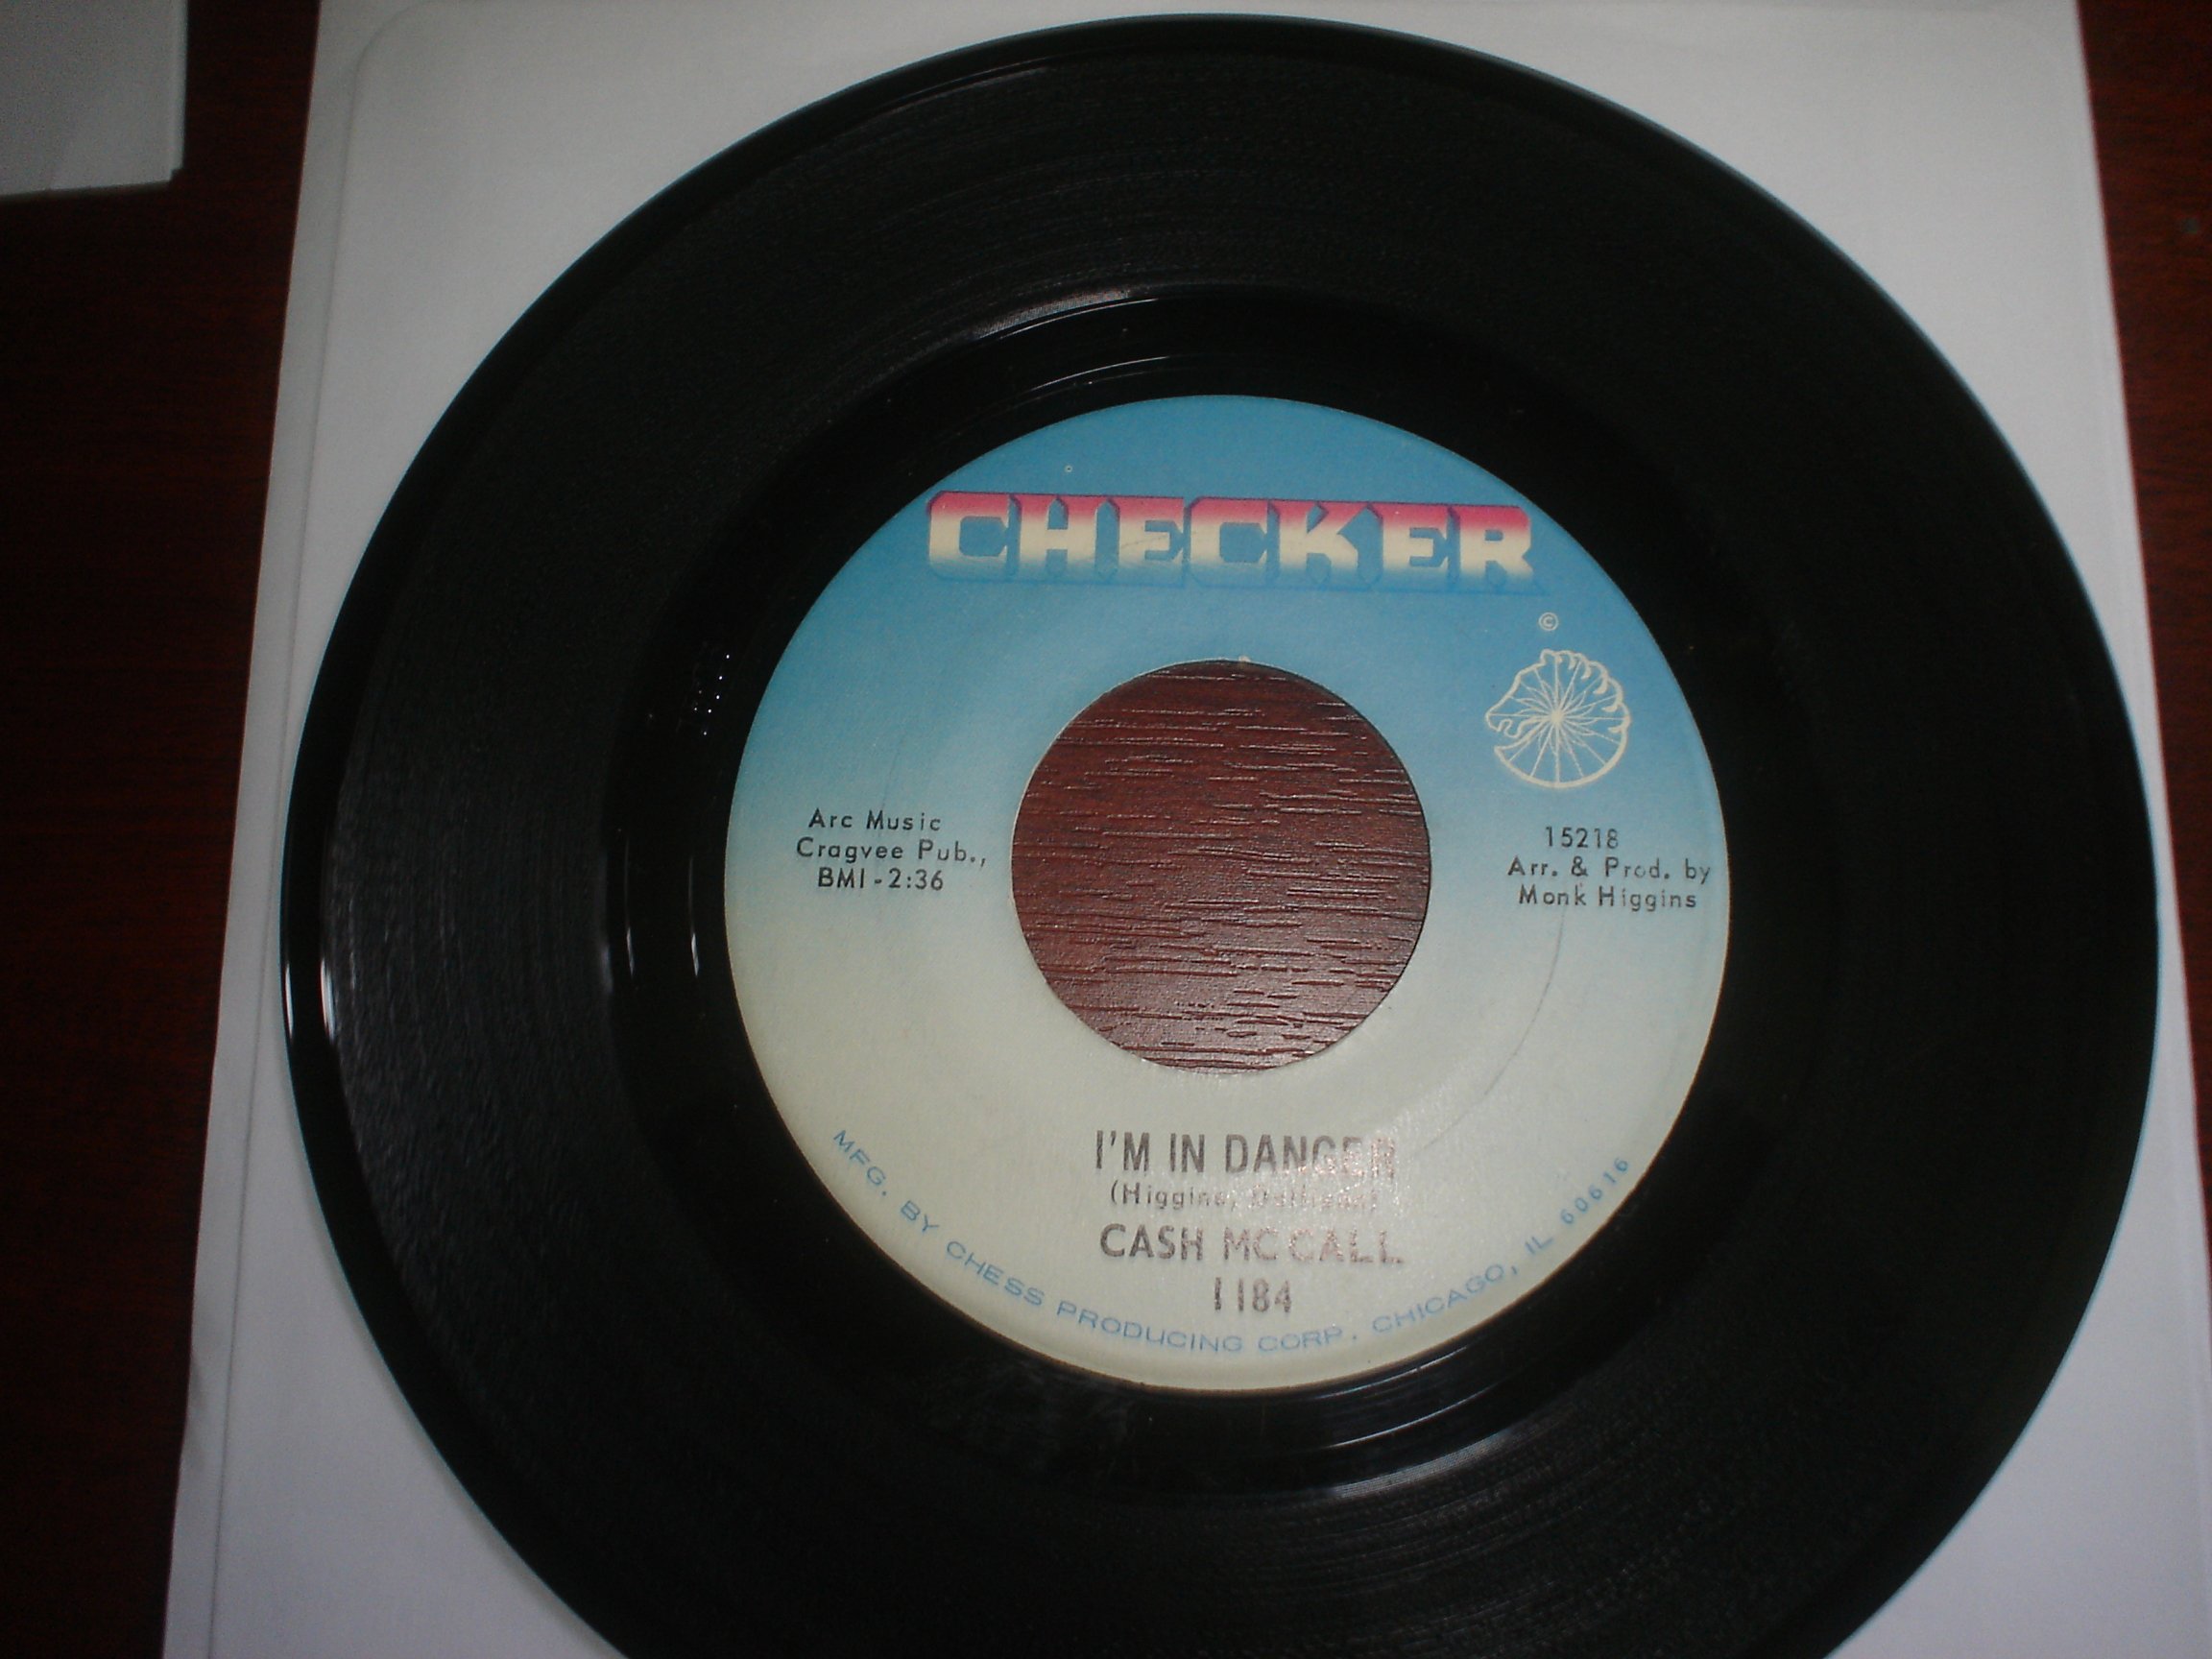 CHECKER
©
Arc Music
Cragvee Pub.,
BMI - 2:36
15218
Arr. & Prod. by
Monk Higgins
I'M IN DANGER
(Higgins,
CASH MC CALL
1184
MFG. BY CHESS PRODUCING CORP. CHICAGO, IL 60616